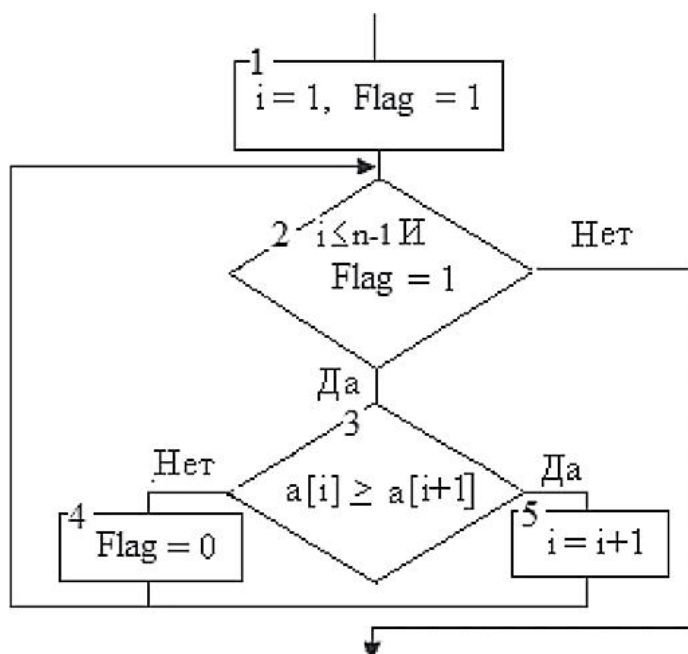 1
i = 1, Flag = 1
2 i ≤ n-1 И
Flag = 1
Нет
Да
3
a[i] ≥ a[i+1]
Нет
Да
4
Flag = 0
5
i = i+1